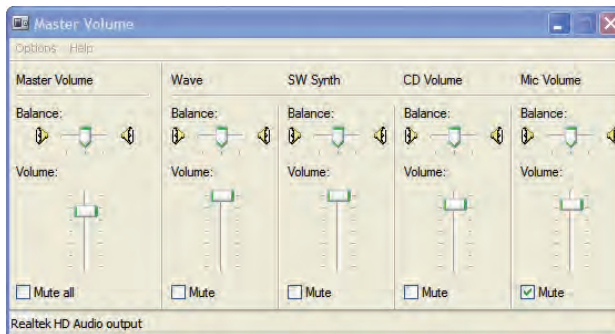 Master Volume
Options Help
Master Volume Wave SW Synth CD Volume Mic Volume
Balance: Balance: Balance: Balance: Balance:
Volume: Volume: Volume: Volume: Volume:
Mute all Mute Mute Mute Mute
Realtek HD Audio output